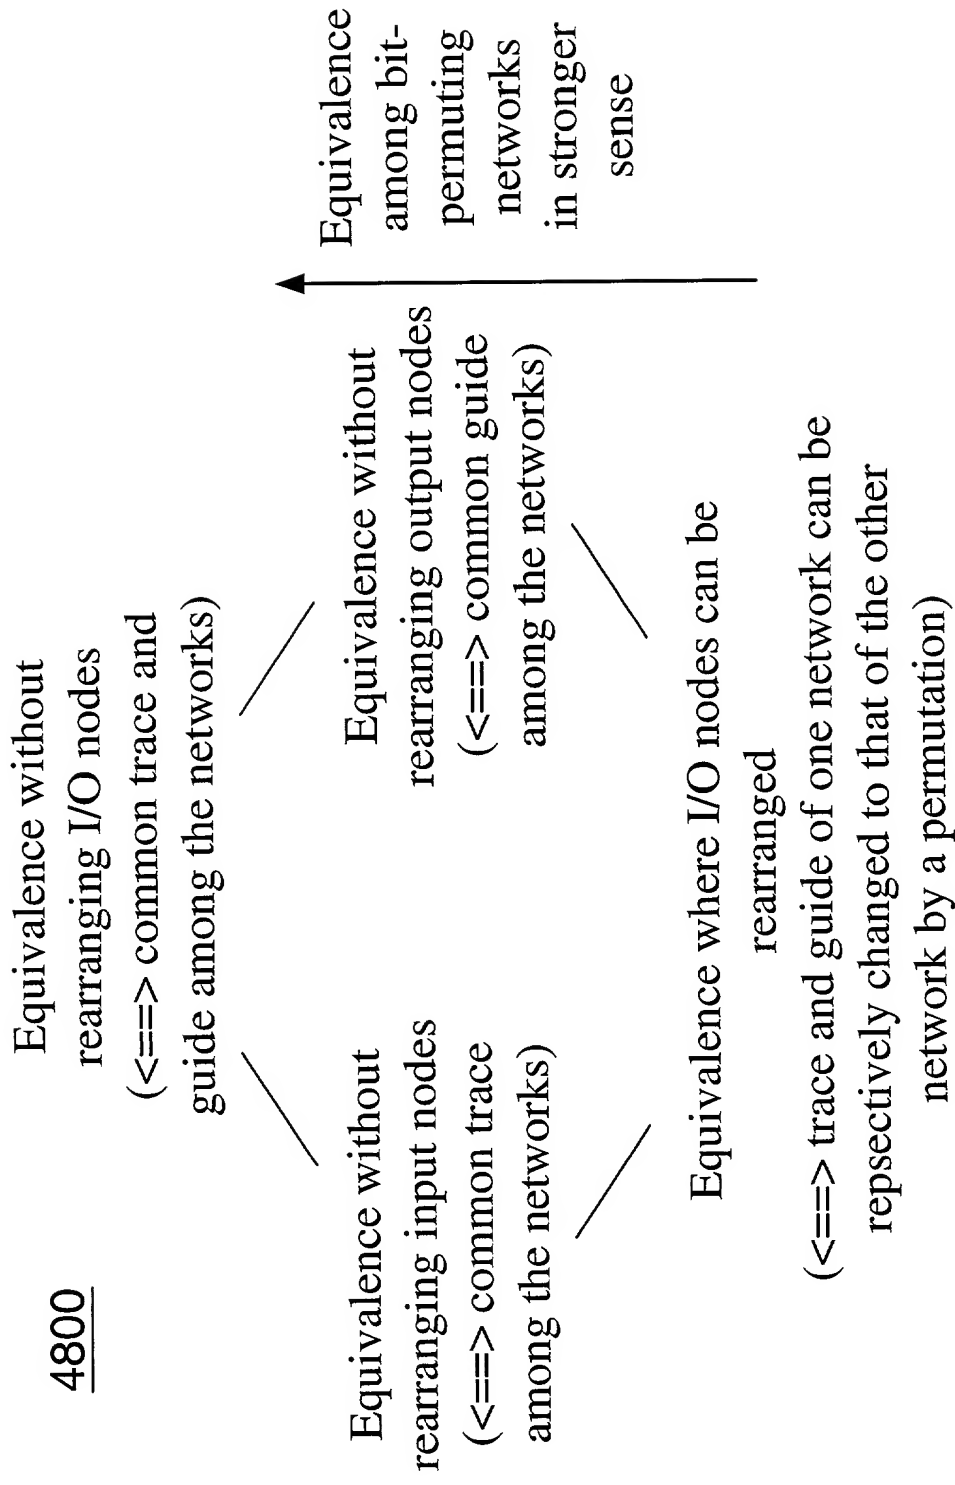 4800
Equivalence without
rearranging I/O nodes
(<==> common trace and
guide among the networks)
Equivalence without
rearranging input nodes
(<==> common trace
among the networks)
Equivalence without
rearranging output nodes
(<==> common guide
among the networks)
Equivalence where I/O nodes can be
rearranged
(<==> trace and guide of one network can be
repsectively changed to that of the other
network by a permutation)
Equivalence
among bit-
permuting
networks
in stronger
sense